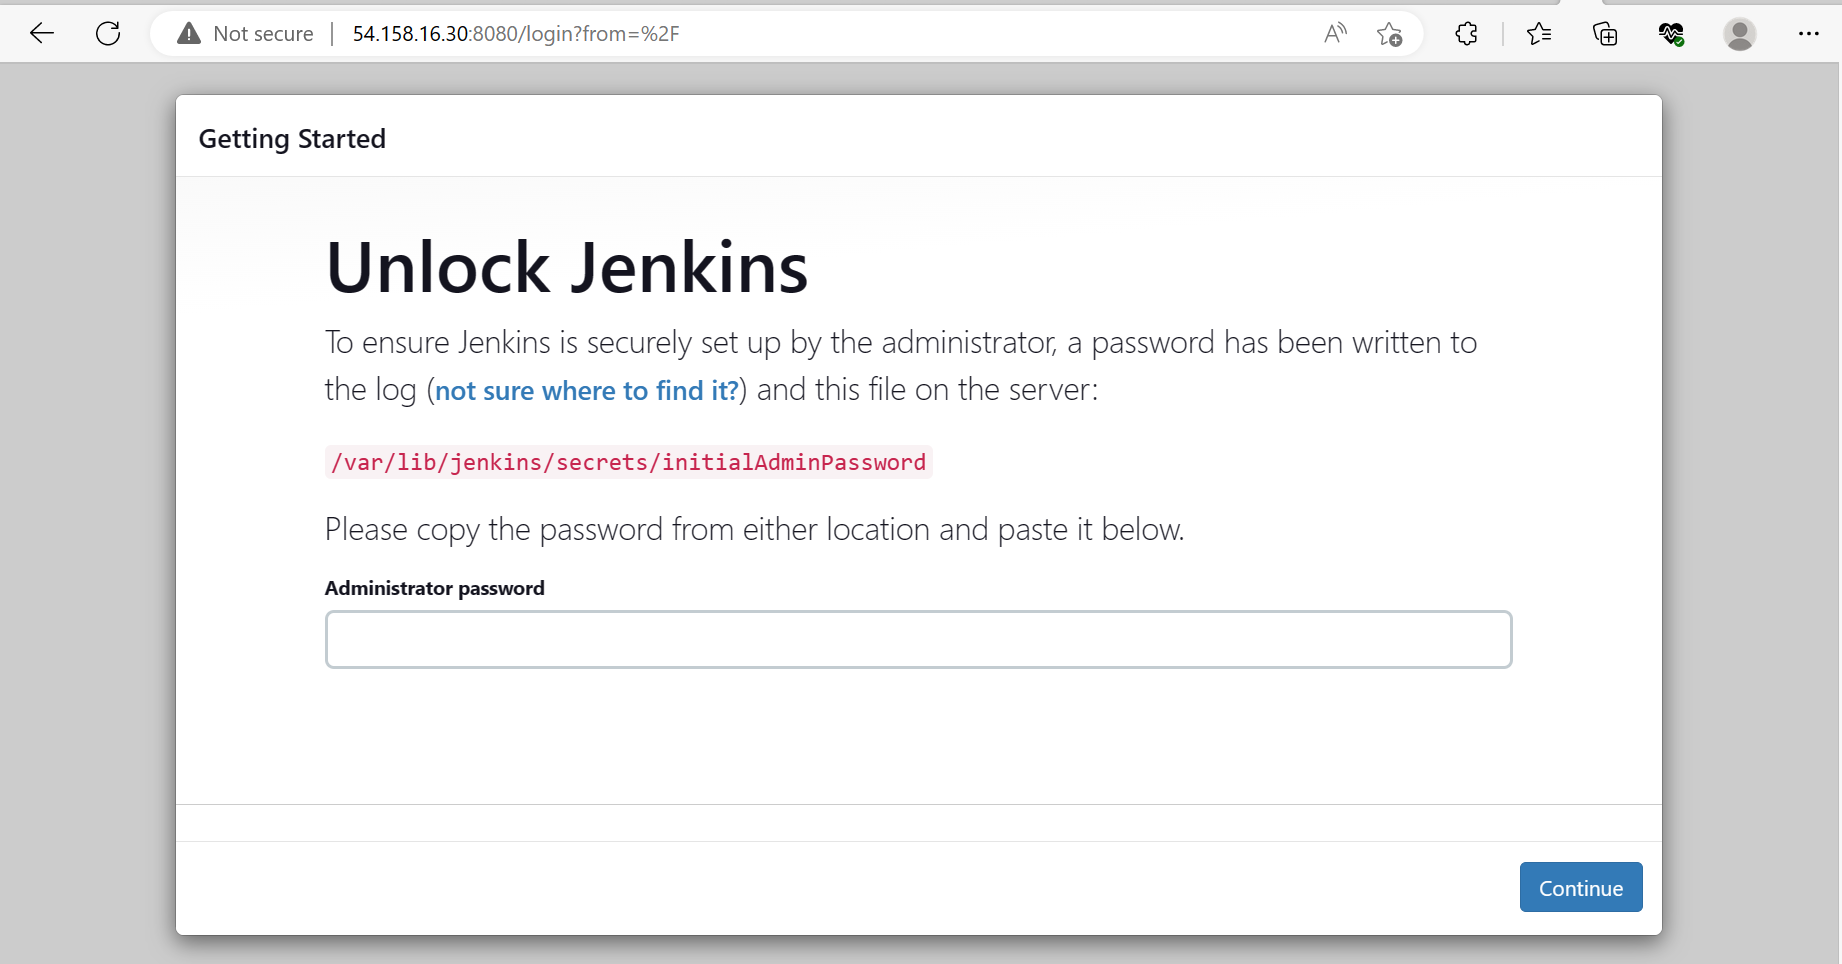 Not secure | 54.158.16.30:8080/login?from=%2F
Getting Started
Unlock Jenkins
To ensure Jenkins is securely set up by the administrator, a password has been written to
the log (not sure where to find it?) and this file on the server:
/var/lib/jenkins/secrets/initialAdminPassword
Please copy the password from either location and paste it below.
Administrator password
Continue